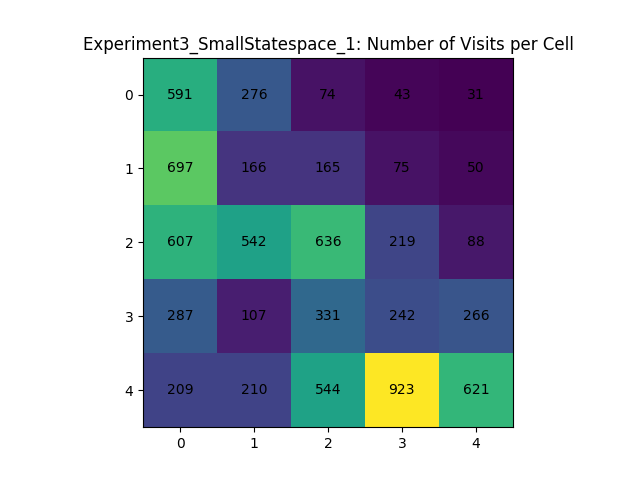 Experiment3_SmallStatespace_1: Number of Visits per Cell
0 591 276 74 43 31
1 697 166 165 75 50
2 607 542 636 219 88
3 287 107 331 242 266
4 209 210 544 923 621
0 1 2 3 4